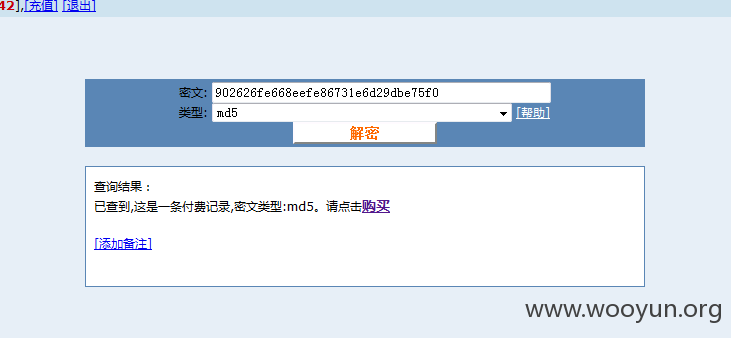 42],[充值] [退出]
密文: 902626fe668eefe86731e6d29dbe75f0
类型: md5 [帮助]
解密
查询结果：
已查到,这是一条付费记录,密文类型:md5。请点击购买
[添加备注]
www.wooyun.org